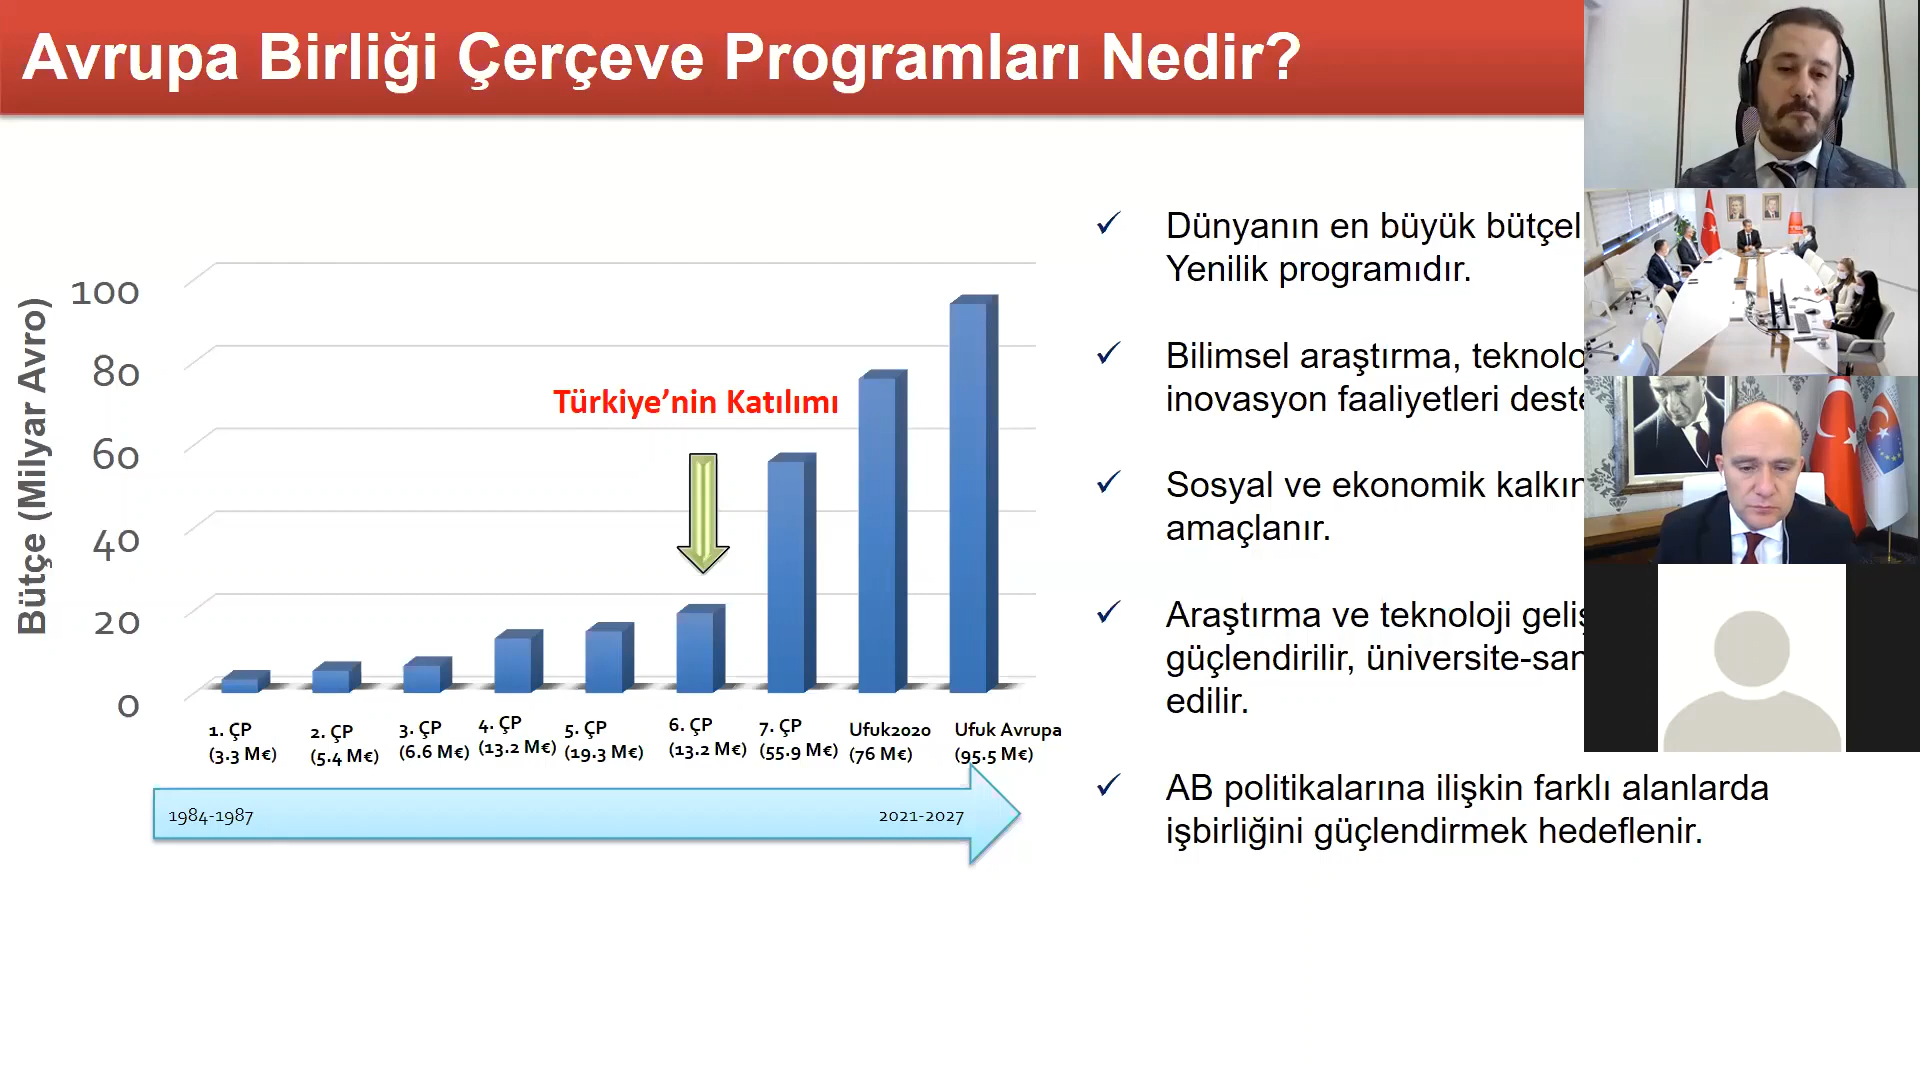 Avrupa Birliği Çerçeve Programları Nedir?
Bütçe (Milyar Avro)
100
80
60
40
20
0
Türkiye’nin Katılımı
1. ÇP
(3.3 M€)
2. ÇP
(5.4 M€)
3. ÇP
(6.6 M€)
4. ÇP
(13.2 M€)
5. ÇP
(19.3 M€)
6. ÇP
(13.2 M€)
7. ÇP
(55.9 M€)
Ufuk2020
(76 M€)
Ufuk Avrupa
(95.5 M€)
1984-1987
2021-2027
✓ Dünyanın en büyük bütçel
Yenilik programıdır.
✓ Bilimsel araştırma, teknolo
inovasyon faaliyetleri deste
✓ Sosyal ve ekonomik kalkın
amaçlanır.
✓ Araştırma ve teknoloji geliş
güçlendirilir, üniversite-san
edilir.
✓ AB politikalarına ilişkin farklı alanlarda
işbirliğini güçlendirmek hedeflenir.